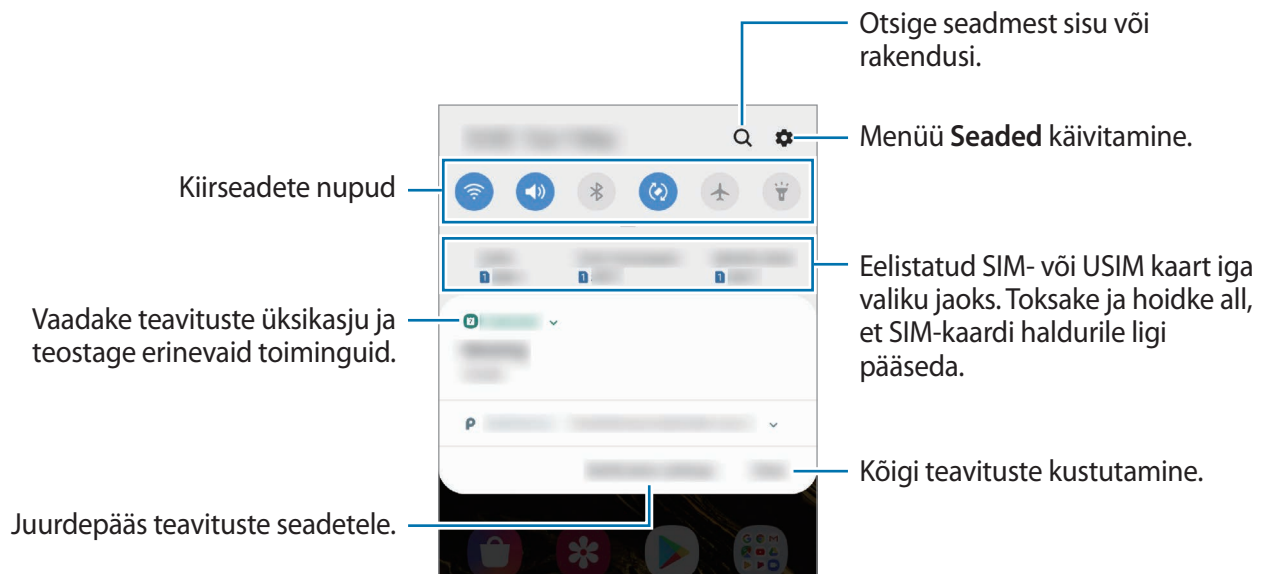 Otsige seadmest sisu või
rakendusi.
Menüü Seaded käivitamine.
Kiirseadete nupud
Eelistatud SIM- või USIM kaart iga
valiku jaoks. Toksake ja hoidke all,
et SIM-kaardi haldurile ligi
pääseda.
Vaadake teavituste üksikasju ja
teostage erinevaid toiminguid.
Kõigi teavituste kustutamine.
Juurdepääs teavituste seadetele.